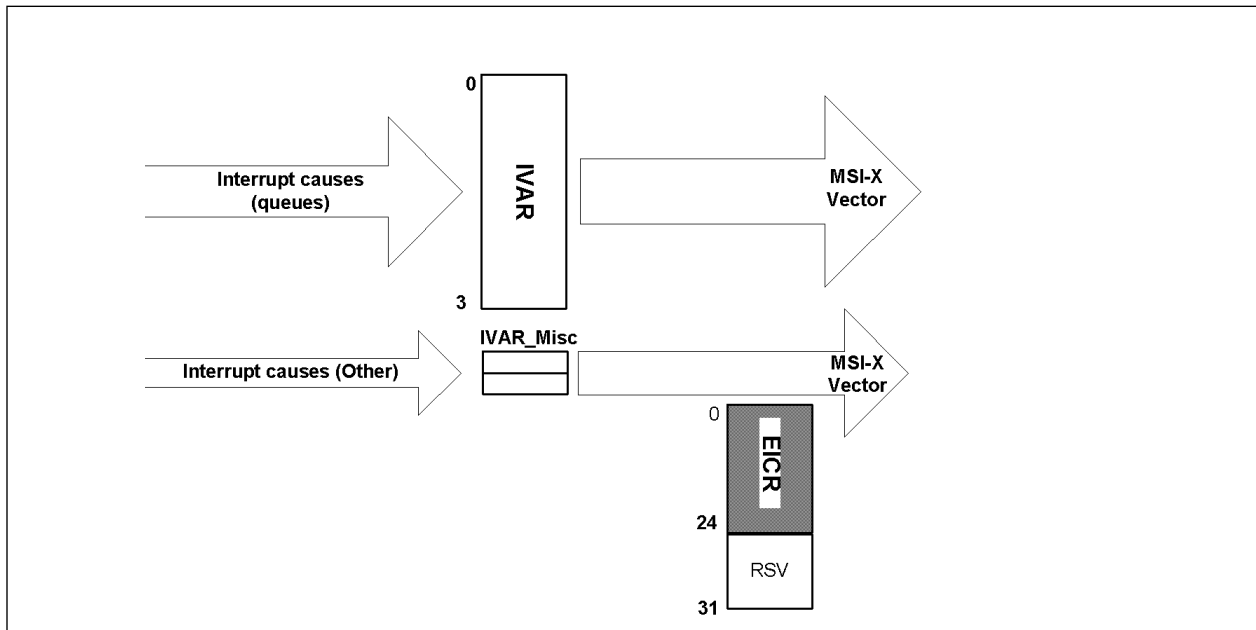 0
Interrupt causes
(queues)
IVAR
MSI-X
Vector
3
IVAR_Misc
Interrupt causes (Other)
MSI-X
Vector
0
EICR
24
RSV
31